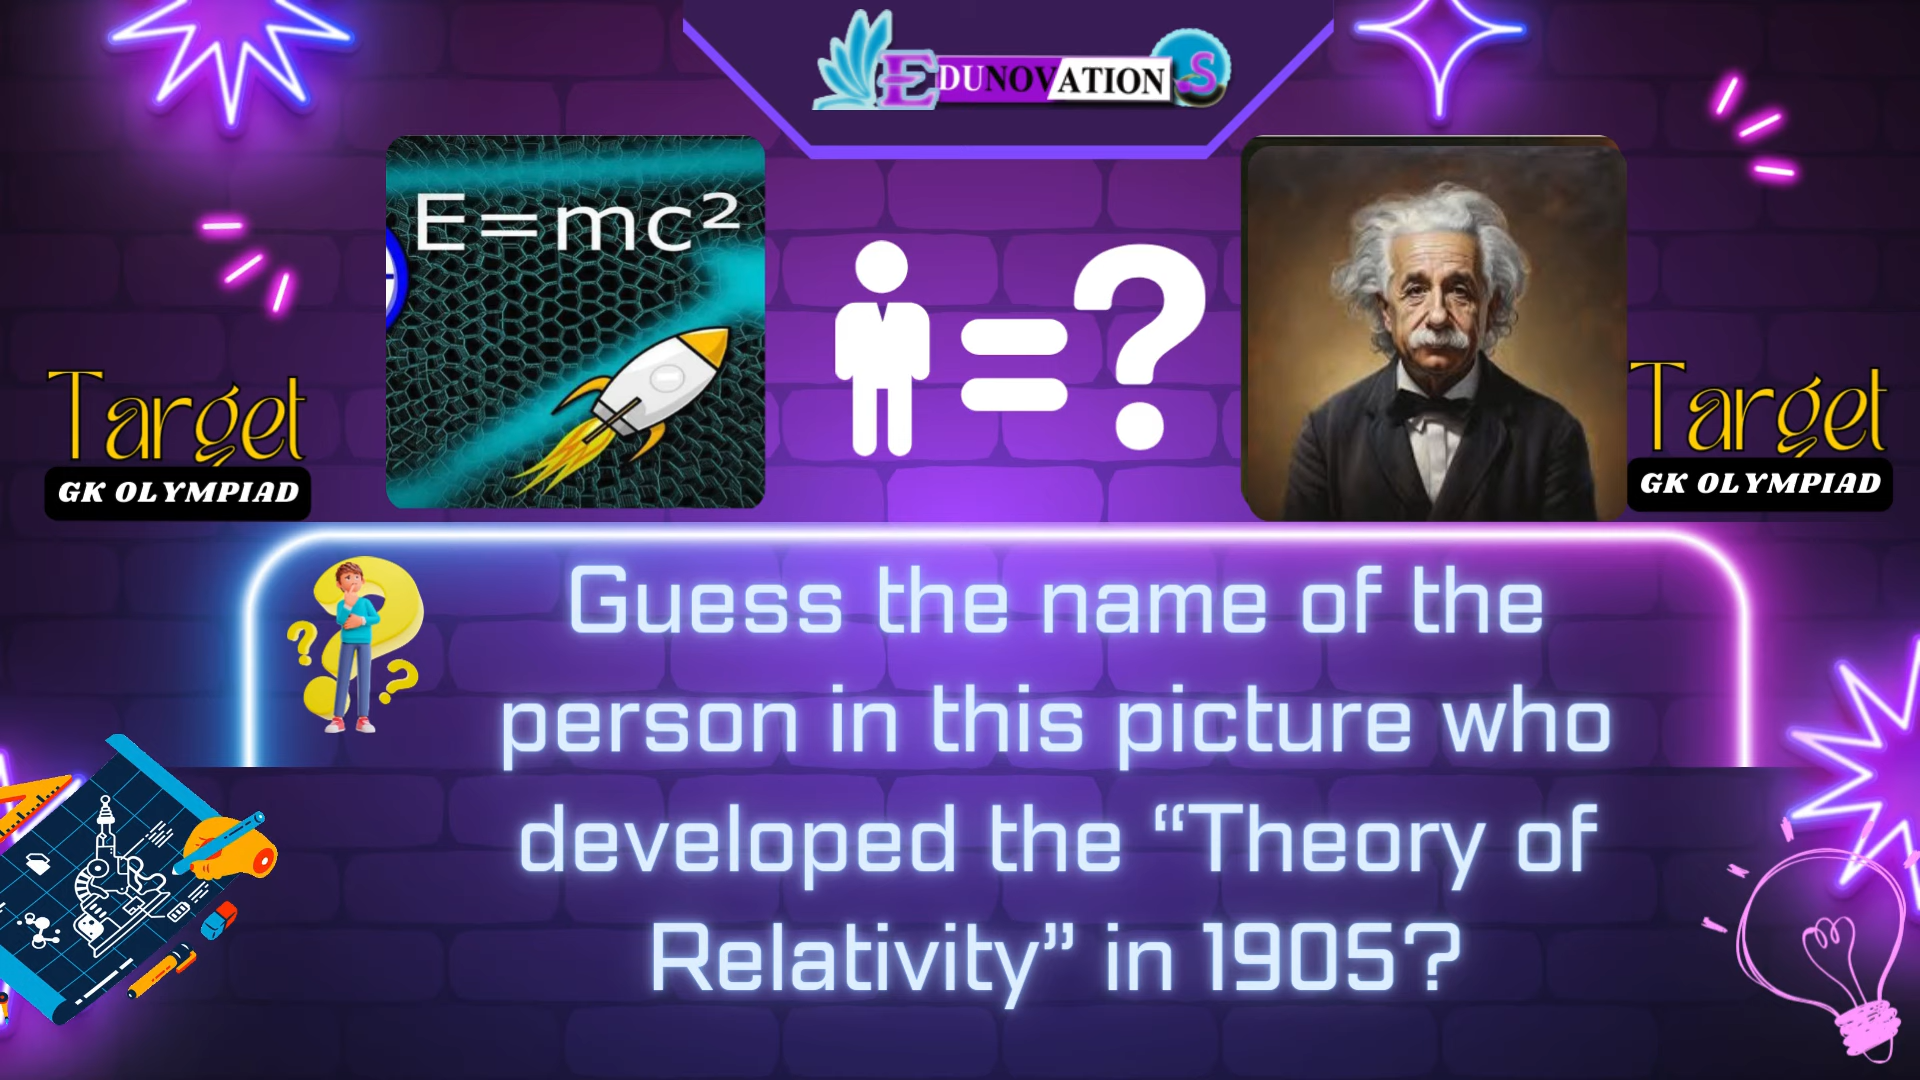 EDUNOVATION S
E=mc²
=?
Target
GK OLYMPIAD
Target
GK OLYMPIAD
Guess the name of the
person in this picture who
developed the “Theory of
Relativity” in 1905?